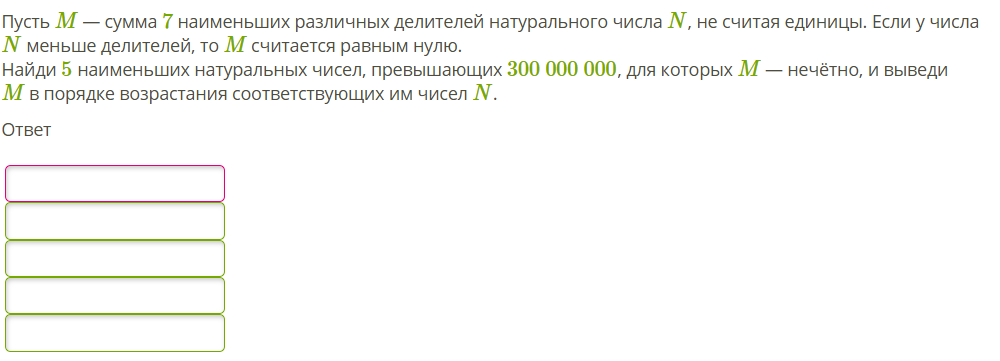 Пусть M — сумма 7 наименьших различных делителей натурального числа N, не считая единицы. Если у числа
N меньше делителей, то M считается равным нулю.
Найди 5 наименьших натуральных чисел, превышающих 300 000 000, для которых M — нечётно, и выведи
M в порядке возрастания соответствующих им чисел N.
Ответ